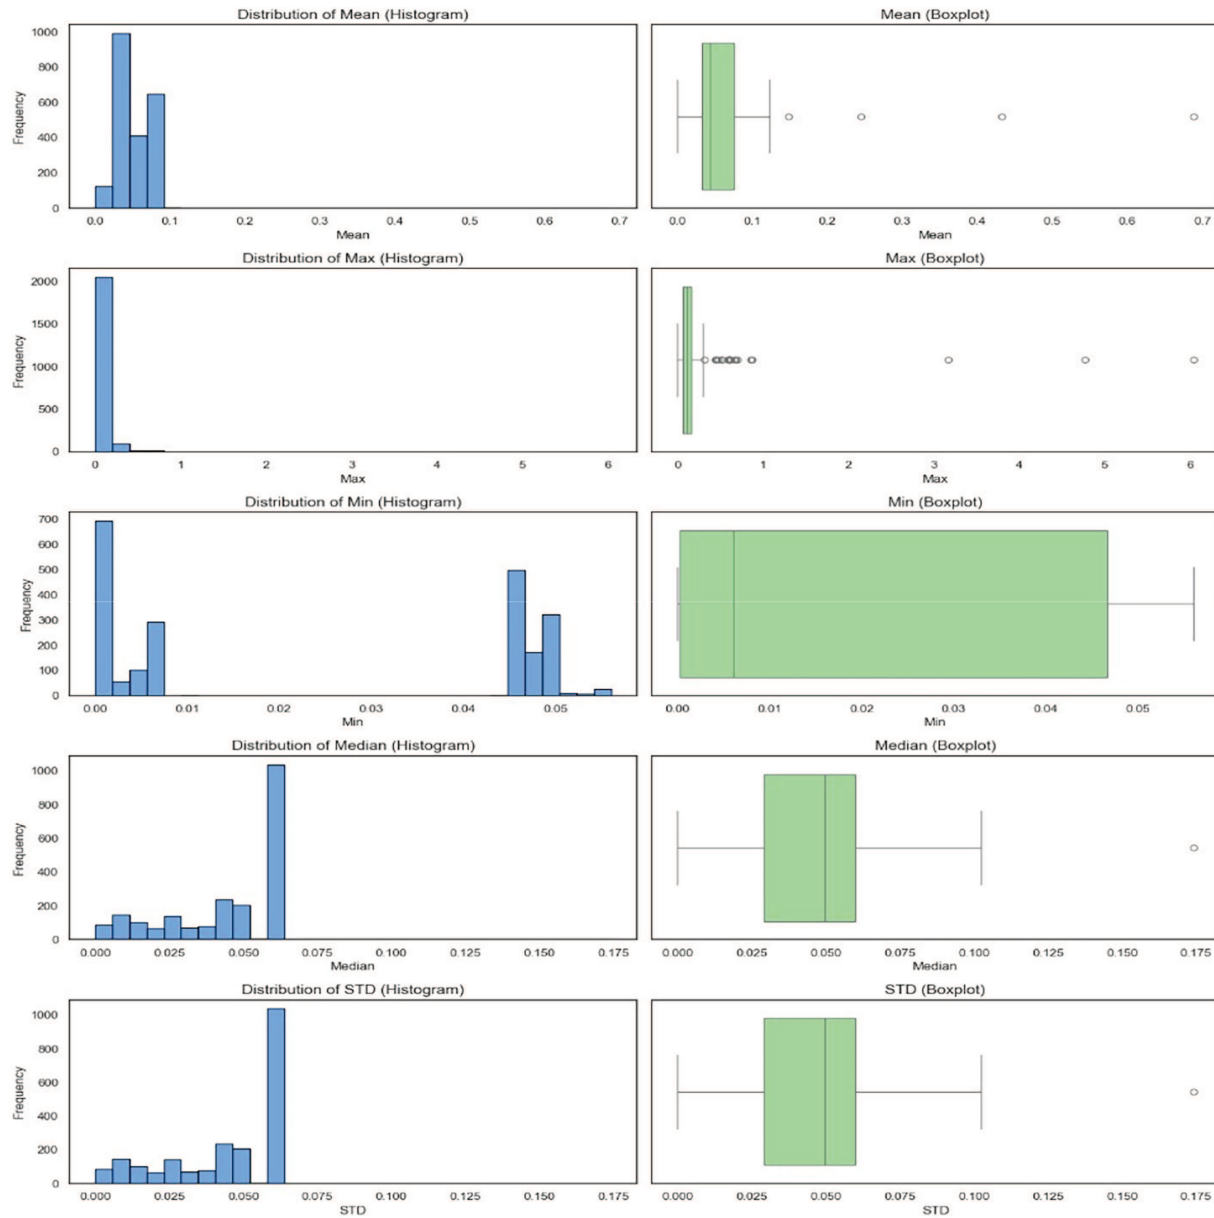 Distribution of Mean (Histogram)
Mean (Boxplot)
1000
800
600
400
200
0
Frequency
0.0 0.1 0.2 0.3 0.4 0.5 0.6 0.7
Mean
0.0 0.1 0.2 0.3 0.4 0.5 0.6 0.7
Mean
Distribution of Max (Histogram)
Max (Boxplot)
2000
1500
1000
500
0
Frequency
0 1 2 3 4 5 6
Max
0 1 2 3 4 5 6
Max
Distribution of Min (Histogram)
Min (Boxplot)
700
600
500
400
300
200
100
0
Frequency
0.00 0.01 0.02 0.03 0.04 0.05
Min
0.00 0.01 0.02 0.03 0.04 0.05
Min
Distribution of Median (Histogram)
Median (Boxplot)
1000
800
600
400
200
0
Frequency
0.000 0.025 0.050 0.075 0.100 0.125 0.150 0.175
Median
0.000 0.025 0.050 0.075 0.100 0.125 0.150 0.175
Median
Distribution of STD (Histogram)
STD (Boxplot)
1000
800
600
400
200
0
Frequency
0.000 0.025 0.050 0.075 0.100 0.125 0.150 0.175
STD
0.000 0.025 0.050 0.075 0.100 0.125 0.150 0.175
STD